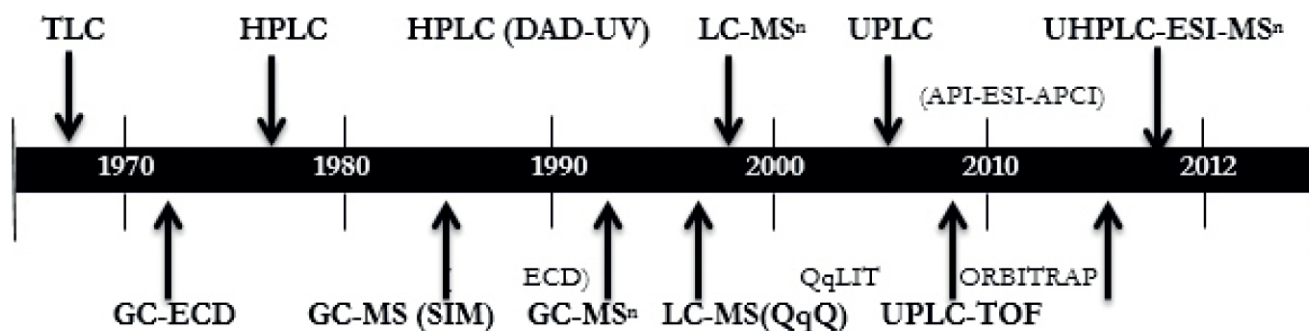 TLC HPLC HPLC (DAD-UV) LC-MSⁿ UPLC UHPLC-ESI-MSⁿ
(API-ESI-APCI)
1970 1980 1990 2000 2010 2012
( ECD) QqLIT ORBITRAP
GC-ECD GC-MS (SIM) GC-MSⁿ LC-MS(QqQ) UPLC-TOF